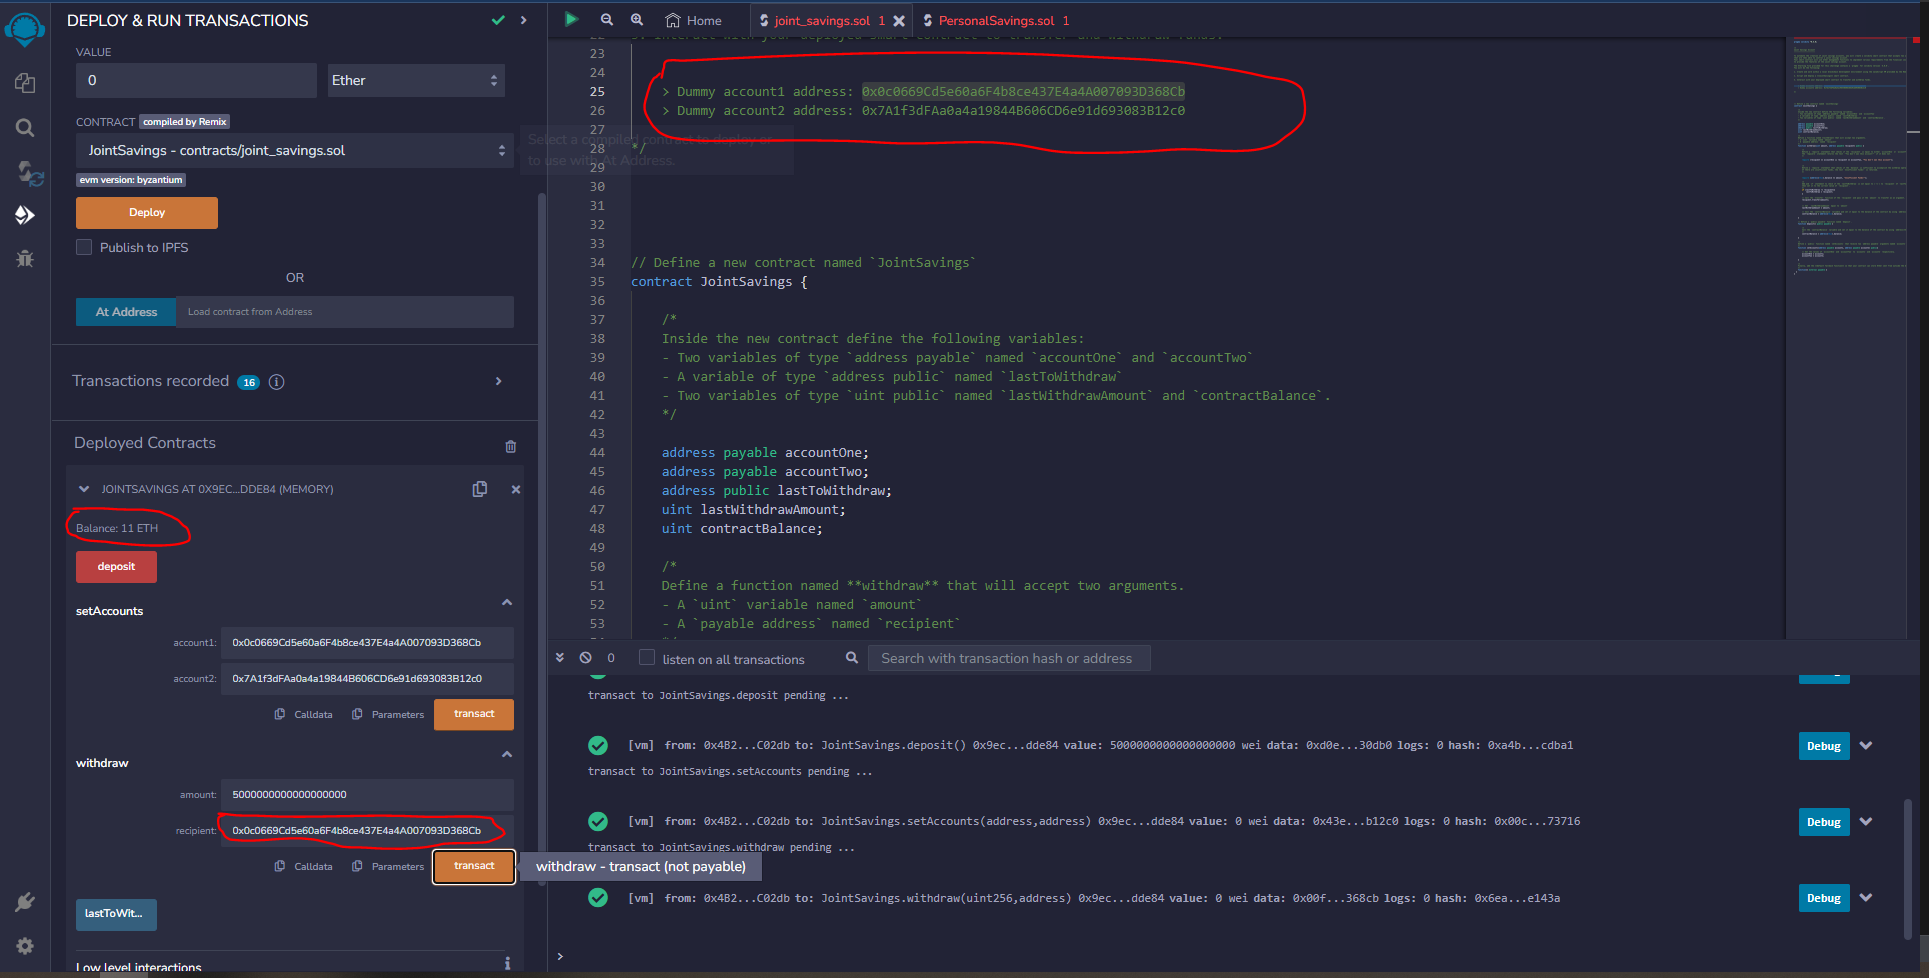 DEPLOY & RUN TRANSACTIONS
VALUE
0
Ether
CONTRACT compiled by Remix
JointSavings - contracts/joint_savings.sol
evm version: byzantium
Deploy
Publish to IPFS
OR
At Address
Load contract from Address
Transactions recorded 16 i
Deployed Contracts
JOINTSAVINGS AT 0X9EC...DDE84 (MEMORY)
Balance: 11 ETH
deposit
setAccounts
account1: 0x0c0669Cd5e60a6F4b8ce437E4a4A007093D368Cb
account2: 0x7A1f3dFAa0a4a19844B606CD6e91d693083B12c0
Calldata Parameters transact
withdraw
amount: 5000000000000000000
recipient: 0x0c0669Cd5e60a6F4b8ce437E4a4A007093D368Cb
Calldata Parameters transact
withdraw - transact (not payable)
lastToWit...
Low level interactions i
Home
joint_savings.sol 1
PersonalSavings.sol 1
23
24
25 > Dummy account1 address: 0x0c0669Cd5e60a6F4b8ce437E4a4A007093D368Cb
26 > Dummy account2 address: 0x7A1f3dFAa0a4a19844B606CD6e91d693083B12c0
27
28 */
Select a compiled contract to deploy or
to use with At Address.
29
30
31
32
33
34 // Define a new contract named `JointSavings`
35 contract JointSavings {
36
37 /*
38 Inside the new contract define the following variables:
39 - Two variables of type `address payable` named `accountOne` and `accountTwo`
40 - A variable of type `address public` named `lastToWithdraw`
41 - Two variables of type `uint public` named `lastWithdrawAmount` and `contractBalance`.
42 */
43
44 address payable accountOne;
45 address payable accountTwo;
46 address public lastToWithdraw;
47 uint lastWithdrawAmount;
48 uint contractBalance;
49
50 /*
51 Define a function named **withdraw** that will accept two arguments.
52 - A `uint` variable named `amount`
53 - A `payable address` named `recipient`
0
listen on all transactions
Search with transaction hash or address
transact to JointSavings.deposit pending ...
[vm] from: 0x4B2...C02db to: JointSavings.deposit() 0x9ec...dde84 value: 5000000000000000000 wei data: 0xd0e...30db0 logs: 0 hash: 0xa4b...cdba1
Debug
transact to JointSavings.setAccounts pending ...
[vm] from: 0x4B2...C02db to: JointSavings.setAccounts(address,address) 0x9ec...dde84 value: 0 wei data: 0x43e...b12c0 logs: 0 hash: 0x00c...73716
Debug
transact to JointSavings.withdraw pending ...
[vm] from: 0x4B2...C02db to: JointSavings.withdraw(uint256,address) 0x9ec...dde84 value: 0 wei data: 0x00f...368cb logs: 0 hash: 0x6ea...e143a
Debug
>